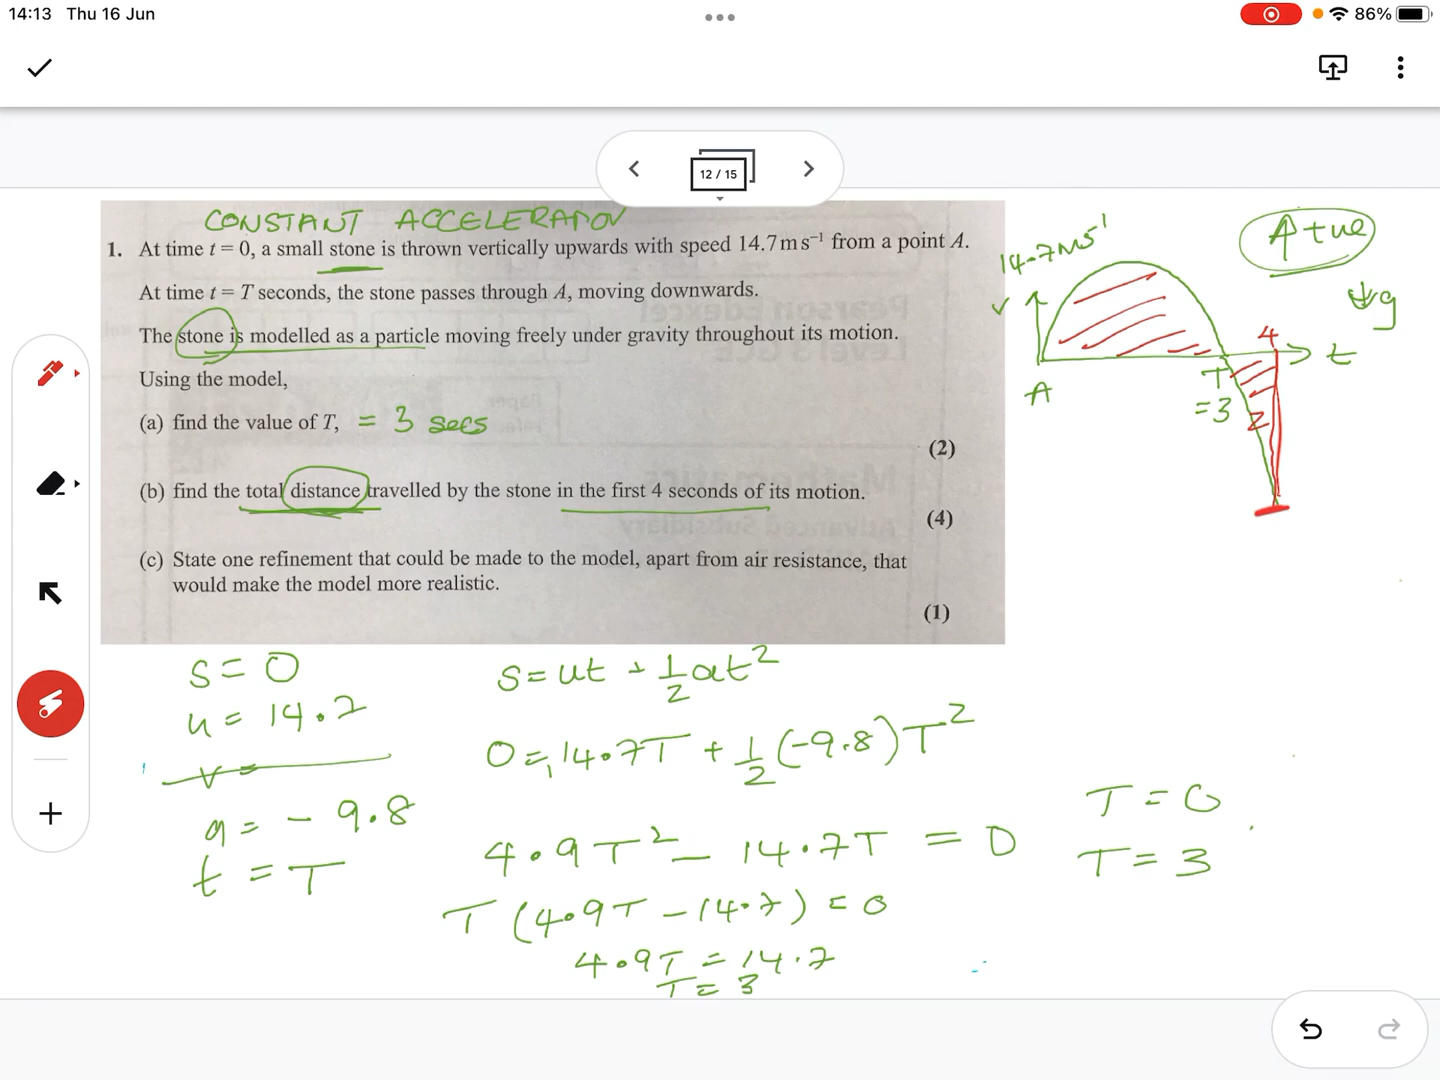 14:13 Thu 16 Jun
86%
12 / 15
CONSTANT ACCELERATION
1. At time t = 0, a small stone is thrown vertically upwards with speed 14.7 m s⁻¹ from a point A.
At time t = T seconds, the stone passes through A, moving downwards.
The stone is modelled as a particle moving freely under gravity throughout its motion.
Using the model,
(a) find the value of T, = 3 secs
(2)
(b) find the total distance travelled by the stone in the first 4 seconds of its motion.
(4)
(c) State one refinement that could be made to the model, apart from air resistance, that
would make the model more realistic.
(1)
14.7ms⁻¹
A +ve
g
V
4
t
A
T
= 3
2
s = 0
u = 14.7
v =
a = - 9.8
t = T
s = ut + 1/2 at²
0 = 14.7T + 1/2 (-9.8) T²
4.9T² - 14.7T = 0
T (4.9T - 14.7) = 0
4.9T = 14.7
T = 3
T = 0
T = 3